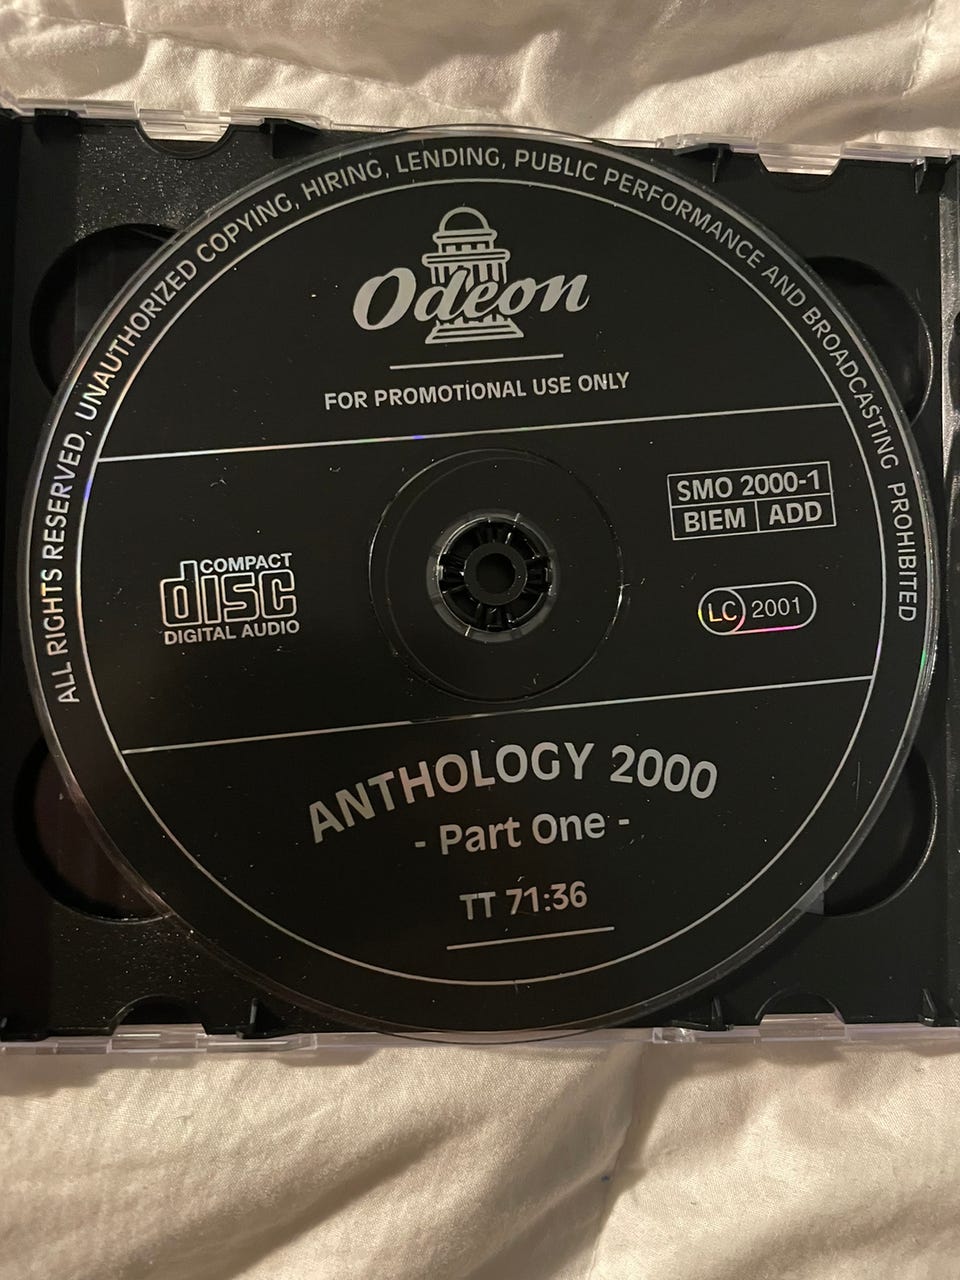 ALL RIGHTS RESERVED, UNAUTHORIZED COPYING, HIRING, LENDING, PUBLIC PERFORMANCE AND BROADCASTING PROHIBITED
Odeon
FOR PROMOTIONAL USE ONLY
SMO 2000-1
BIEM ADD
COMPACT
disc
DIGITAL AUDIO
LC 2001
ANTHOLOGY 2000
- Part One -
TT 71:36